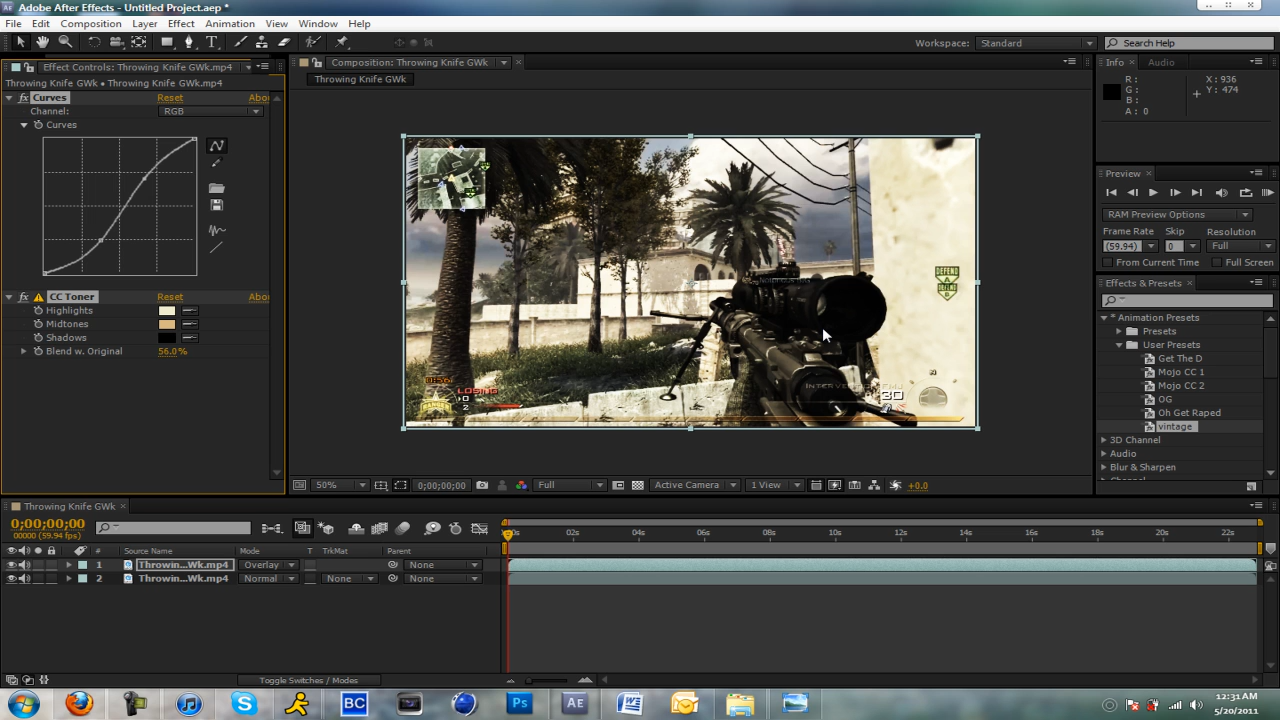 Adobe After Effects - Untitled Project.aep *
File Edit Composition Layer Effect Animation View Window Help
Workspace: Standard Search Help
Effect Controls: Throwing Knife GWk.mp4
Throwing Knife GWk • Throwing Knife GWk.mp4
Curves Reset Abou
Channel: RGB
Curves
CC Toner Reset Abou
Highlights
Midtones
Shadows
Blend w. Original 56.0%
Composition: Throwing Knife GWk
Throwing Knife GWk
DEFEND
A
DEFEND
B
N
0:56
LOSING
2
30
50% 0;00;00;00 Full Active Camera 1 View +0.0
Info Audio
R:
G:
B:
A: 0
X: 936
Y: 474
Preview
RAM Preview Options
Frame Rate Skip Resolution
(59.94) 0 Full
From Current Time Full Screen
Effects & Presets
* Animation Presets
Presets
User Presets
Get The D
Mojo CC 1
Mojo CC 2
OG
Oh Get Raped
vintage
3D Channel
Audio
Blur & Sharpen
Throwing Knife GWk
0;00;00;00
00000 (59.94 fps)
# Source Name Mode T TrkMat Parent
1 Throwin...Wk.mp4 Overlay None
2 Throwin...Wk.mp4 Normal None None
02s 04s 06s 08s 10s 12s 14s 16s 18s 20s 22s
Toggle Switches / Modes
BC Ps AE
12:31 AM
5/20/2011